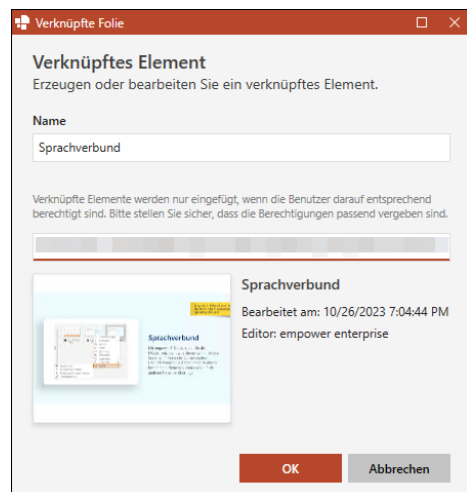 Verknüpfte Folie
Verknüpftes Element
Erzeugen oder bearbeiten Sie ein verknüpftes Element.
Name
Sprachverbund
Verknüpfte Elemente werden nur eingefügt, wenn die Benutzer darauf entsprechend
berechtigt sind. Bitte stellen Sie sicher, dass die Berechtigungen passend vergeben sind.
Sprachverbund
Sprachverbund
Bearbeitet am: 10/26/2023 7:04:44 PM
Editor: empower enterprise
OK
Abbrechen